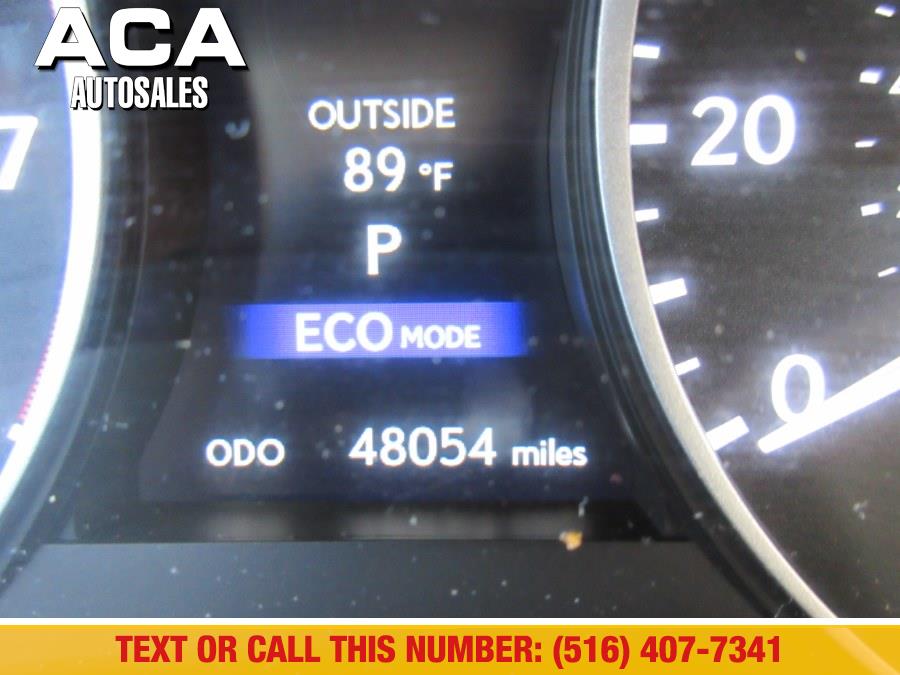 ACA
AUTOSALES
OUTSIDE
89 °F
P
ECO MODE
ODO 48054 miles
7
20
0
TEXT OR CALL THIS NUMBER: (516) 407-7341